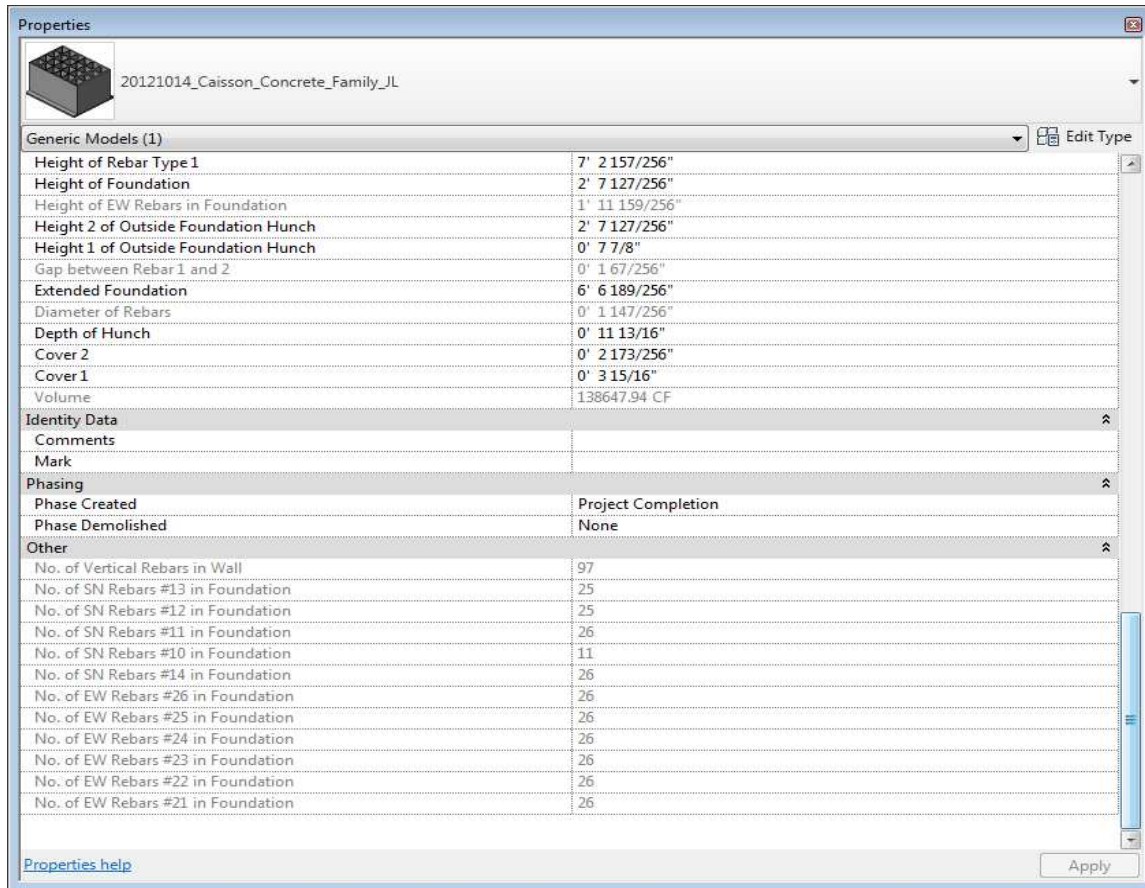 Properties
20121014_Caisson_Concrete_Family_JL
Generic Models (1) Edit Type
Height of Rebar Type 1 7' 2 157/256"
Height of Foundation 2' 7 127/256"
Height of EW Rebars in Foundation 1' 11 159/256"
Height 2 of Outside Foundation Hunch 2' 7 127/256"
Height 1 of Outside Foundation Hunch 0' 7 7/8"
Gap between Rebar 1 and 2 0' 1 67/256"
Extended Foundation 6' 6 189/256"
Diameter of Rebars 0' 1 147/256"
Depth of Hunch 0' 11 13/16"
Cover 2 0' 2 173/256"
Cover 1 0' 3 15/16"
Volume 138647.94 CF
Identity Data
Comments
Mark
Phasing
Phase Created Project Completion
Phase Demolished None
Other
No. of Vertical Rebars in Wall 97
No. of SN Rebars #13 in Foundation 25
No. of SN Rebars #12 in Foundation 25
No. of SN Rebars #11 in Foundation 26
No. of SN Rebars #10 in Foundation 11
No. of SN Rebars #14 in Foundation 26
No. of EW Rebars #26 in Foundation 26
No. of EW Rebars #25 in Foundation 26
No. of EW Rebars #24 in Foundation 26
No. of EW Rebars #23 in Foundation 26
No. of EW Rebars #22 in Foundation 26
No. of EW Rebars #21 in Foundation 26
Properties help Apply